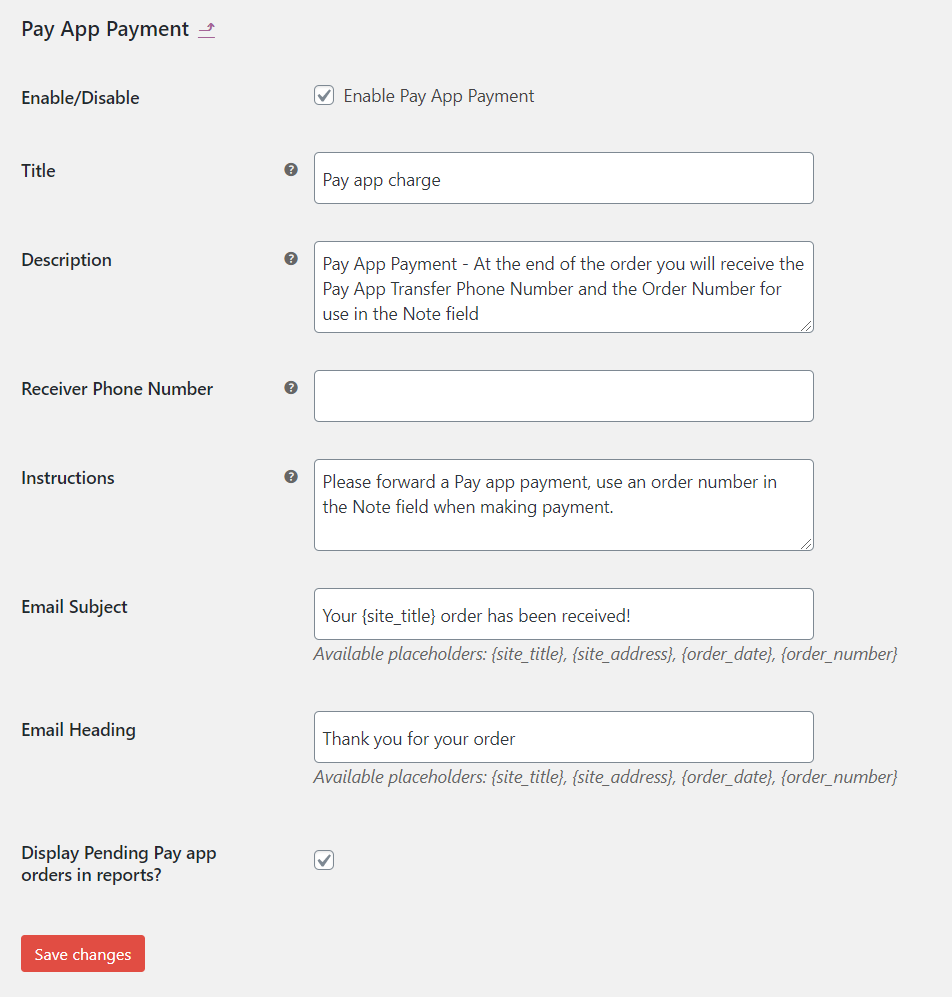 Pay App Payment
Enable/Disable
Enable Pay App Payment
Title
Pay app charge
Description
Pay App Payment - At the end of the order you will receive the
Pay App Transfer Phone Number and the Order Number for
use in the Note field
Receiver Phone Number
Instructions
Please forward a Pay app payment, use an order number in
the Note field when making payment.
Email Subject
Your {site_title} order has been received!
Available placeholders: {site_title}, {site_address}, {order_date}, {order_number}
Email Heading
Thank you for your order
Available placeholders: {site_title}, {site_address}, {order_date}, {order_number}
Display Pending Pay app
orders in reports?
Save changes